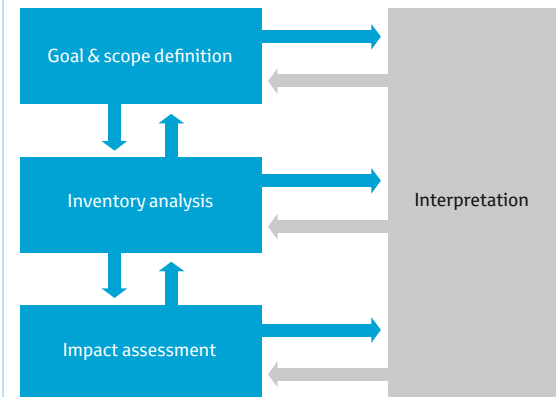 Goal & scope definition
Inventory analysis
Interpretation
Impact assessment